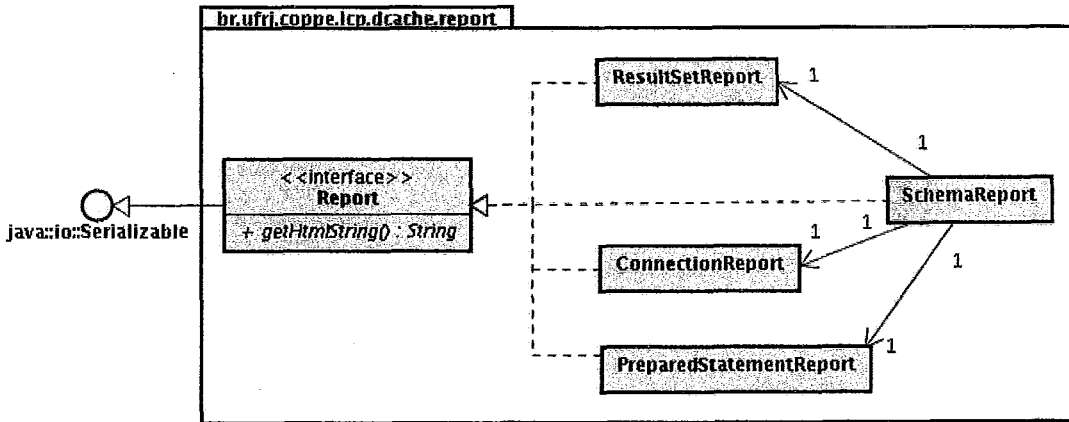 br.ufrj.coppe.lcp.dcache.report
ResultSetReport
1
1
<<interface>>
Report
+ getHtmlString() : String
SchemaReport
java::io::Serializable
1
1
ConnectionReport
1
1
PreparedStatementReport